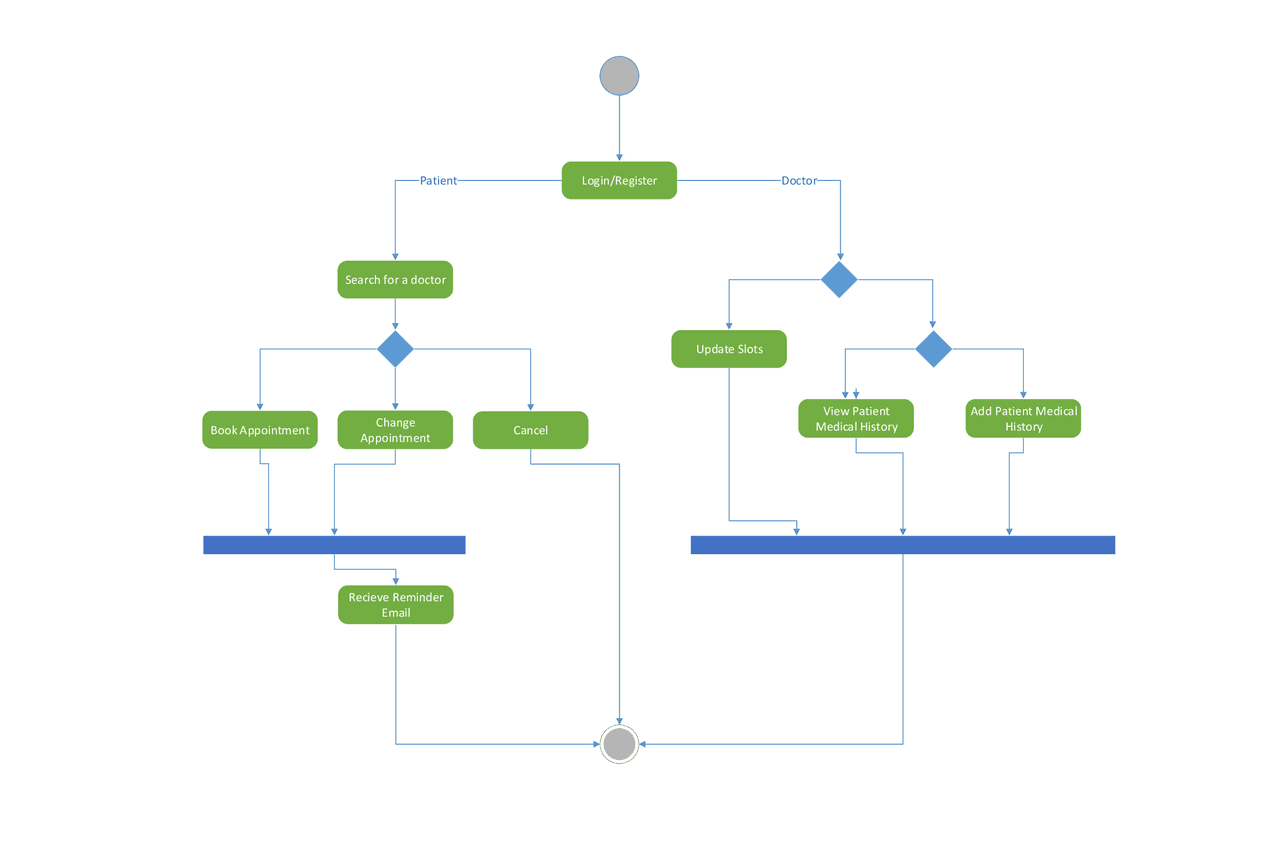 Login/Register
Patient
Doctor
Search for a doctor
Update Slots
View Patient
Medical History
Add Patient Medical
History
Book Appointment
Change
Appointment
Cancel
Recieve Reminder
Email